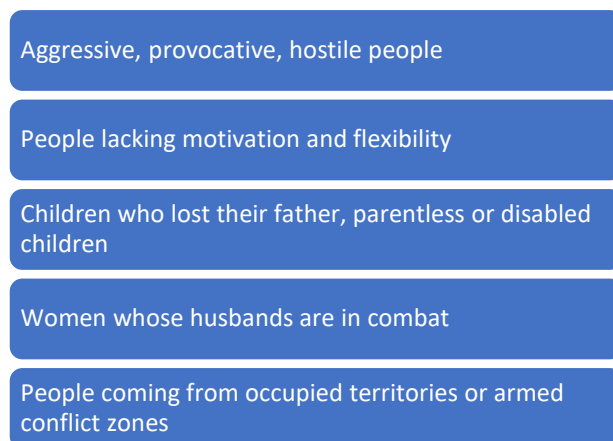 Aggressive, provocative, hostile people
People lacking motivation and flexibility
Children who lost their father, parentless or disabled
children
Women whose husbands are in combat
People coming from occupied territories or armed
conflict zones